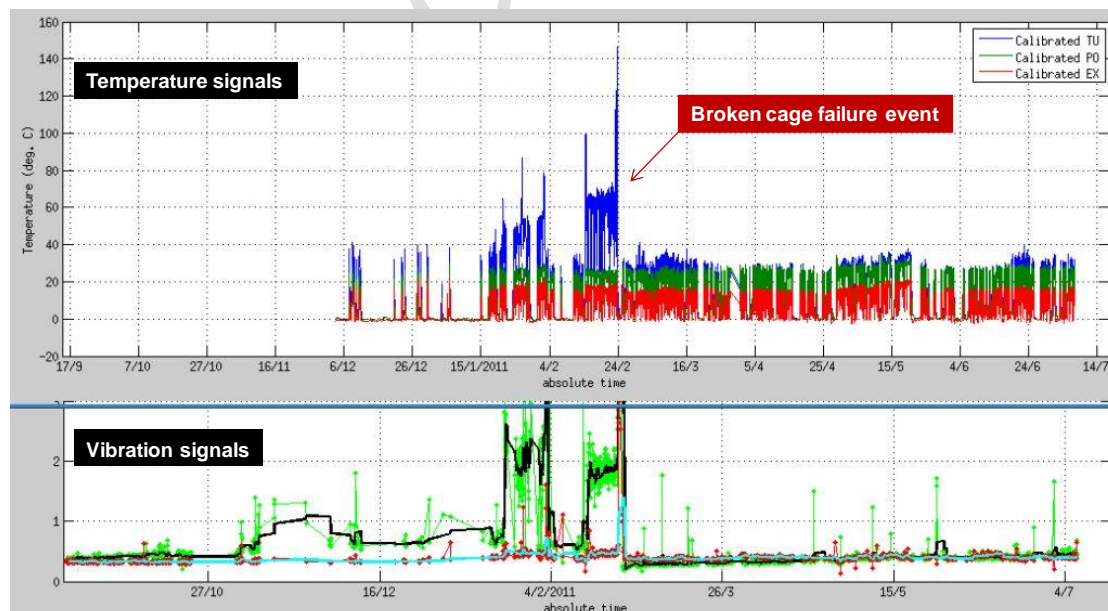 160
140
120
100
80
60
40
20
0
-20
Temperature (deg. C)
Temperature signals
Calibrated TU
Calibrated PO
Calibrated EX
Broken cage failure event
17/9 7/10 27/10 16/11 6/12 26/12 15/1/2011 4/2 24/2 16/3 5/4 25/4 15/5 4/6 24/6 14/7
absolute time
3
Vibration signals
2
1
0
27/10 16/12 4/2/2011 26/3 15/5 4/7
absolute time